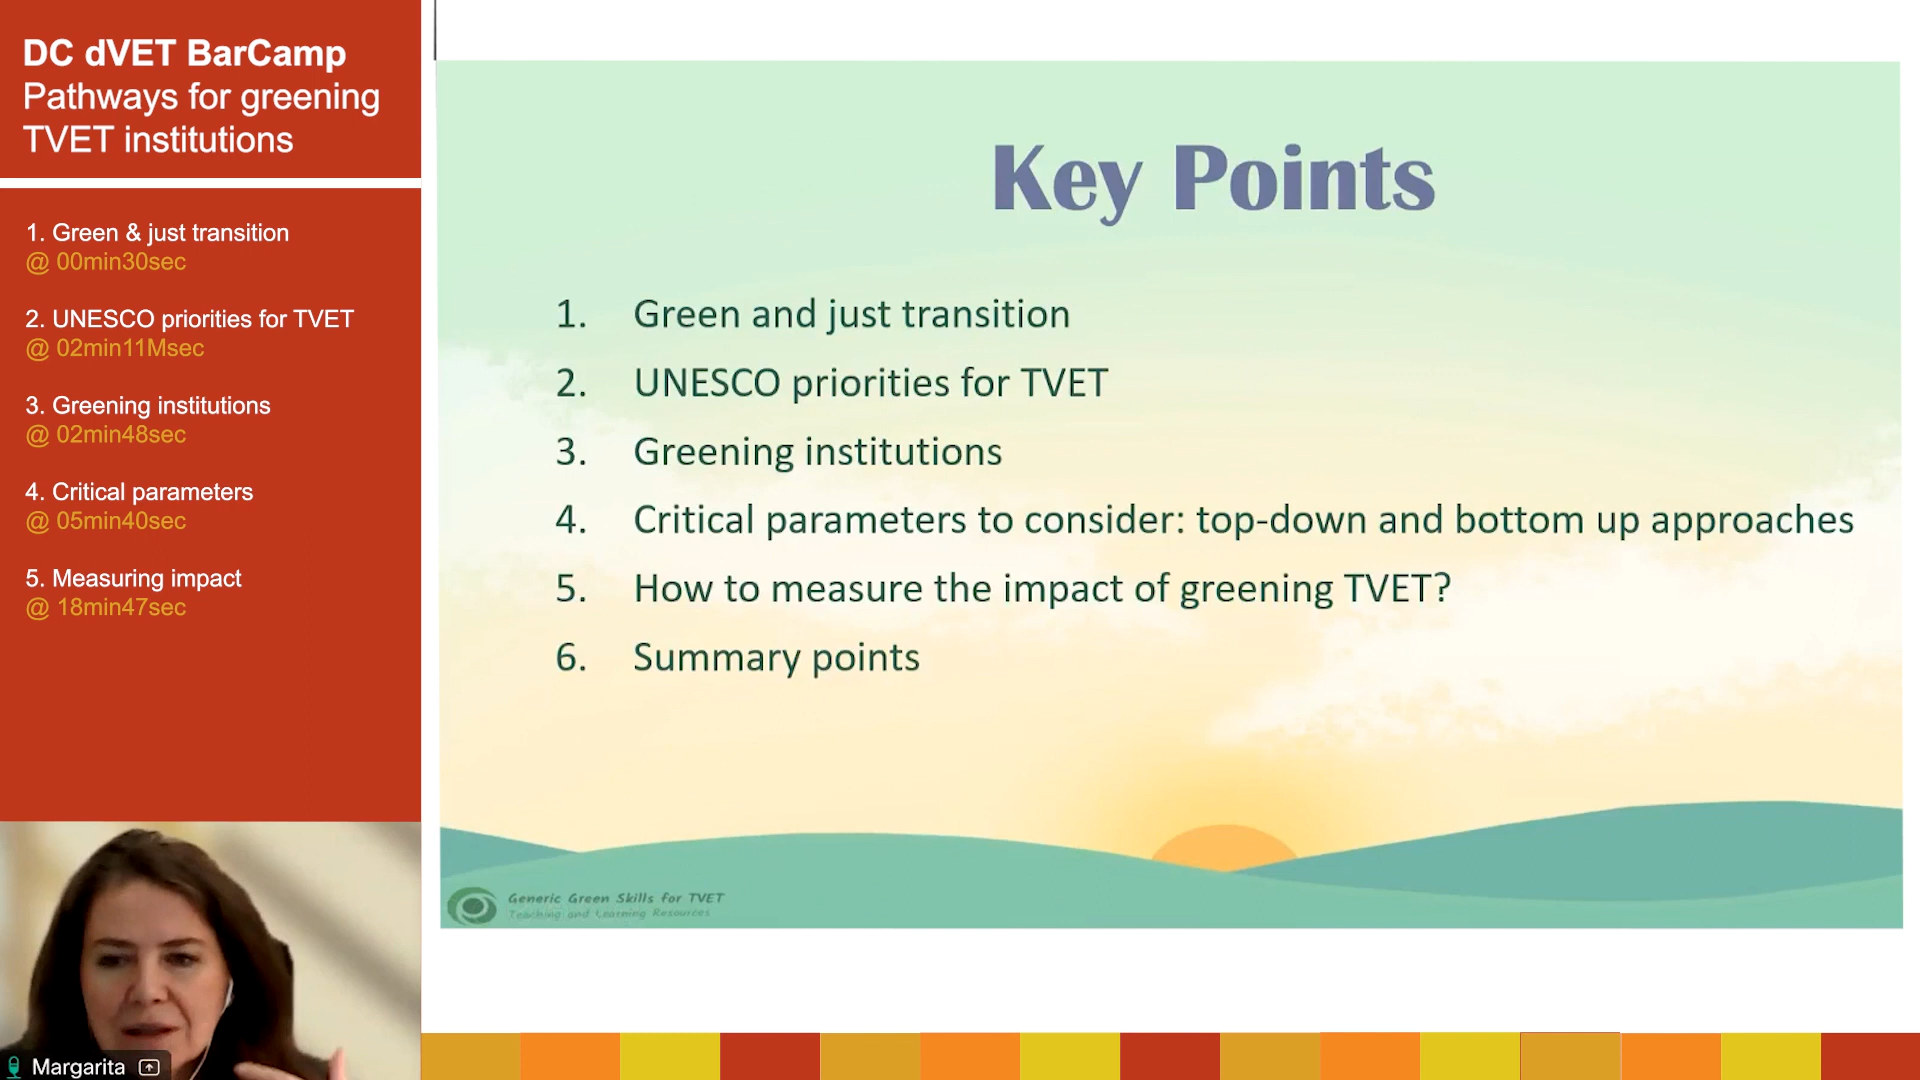 DC dVET BarCamp
Pathways for greening
TVET institutions
1. Green & just transition
@ 00min30sec
2. UNESCO priorities for TVET
@ 02min11Msec
3. Greening institutions
@ 02min48sec
4. Critical parameters
@ 05min40sec
5. Measuring impact
@ 18min47sec
Margarita
Key Points
1. Green and just transition
2. UNESCO priorities for TVET
3. Greening institutions
4. Critical parameters to consider: top-down and bottom up approaches
5. How to measure the impact of greening TVET?
6. Summary points
Generic Green Skills for TVET
Teaching and Learning Resources